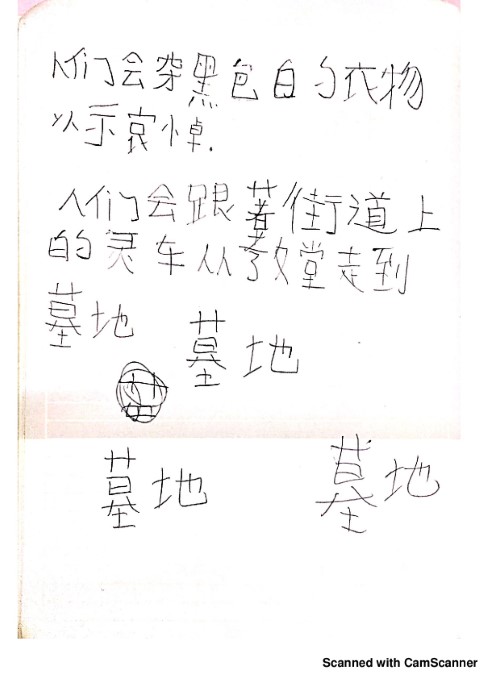 人们会穿黑色白的衣物
以示哀悼.
人们会跟著街道上
的灵车从教堂走到
墓地 墓地
墓地 墓地
Scanned with CamScanner